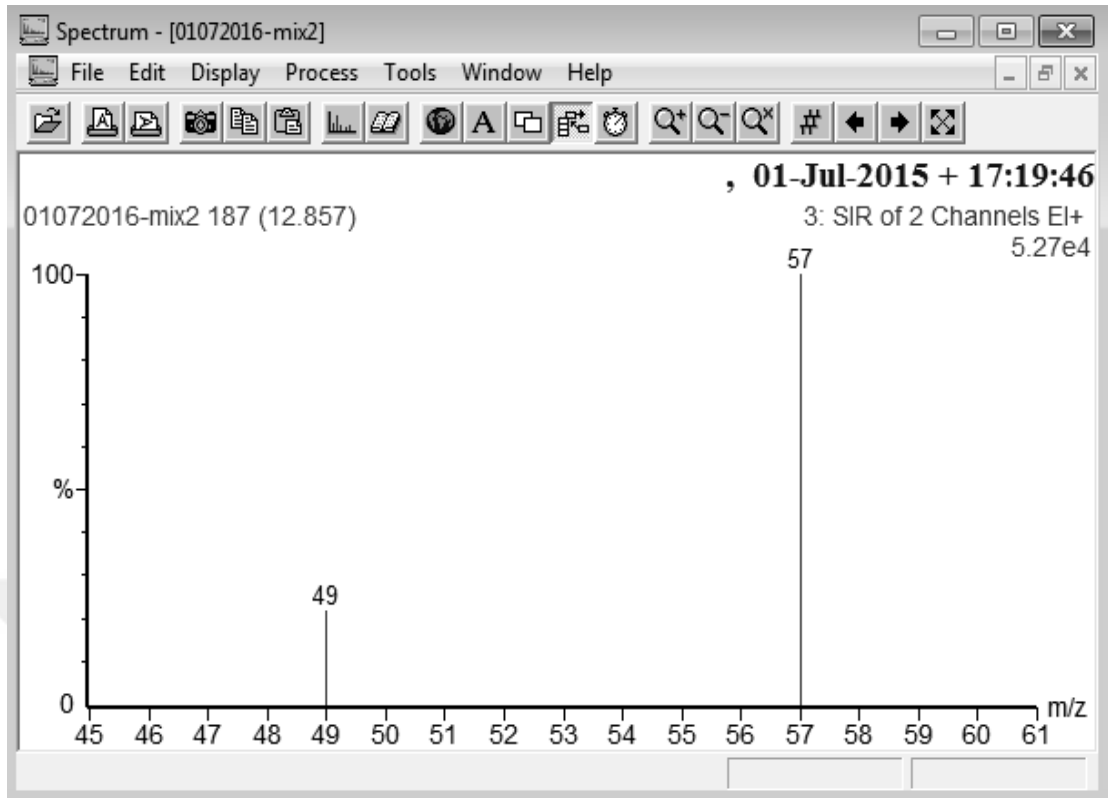 Spectrum - [01072016-mix2]
File Edit Display Process Tools Window Help
A A #
, 01-Jul-2015 + 17:19:46
01072016-mix2 187 (12.857)
3: SIR of 2 Channels EI+
5.27e4
57
100
%
49
0
m/z
45 46 47 48 49 50 51 52 53 54 55 56 57 58 59 60 61